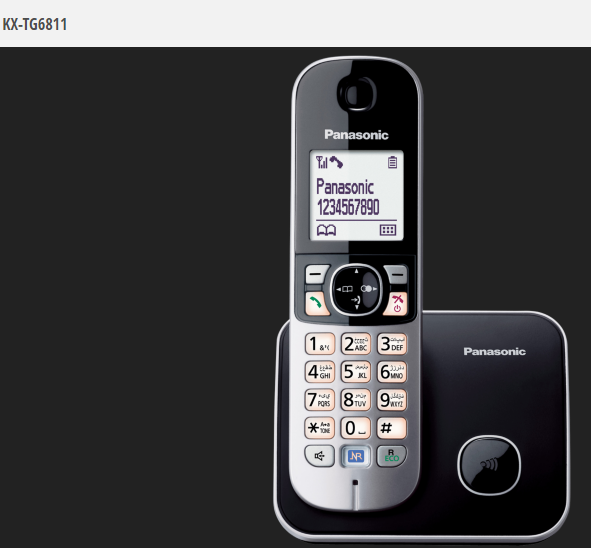 KX-TG6811
Panasonic
Panasonic
1234567890
Panasonic
1
2 ABC
3 DEF
4 GHI
5 JKL
6 MNO
7 PQRS
8 TUV
9 WXYZ
* TONE
0
#
NR
R
ECO